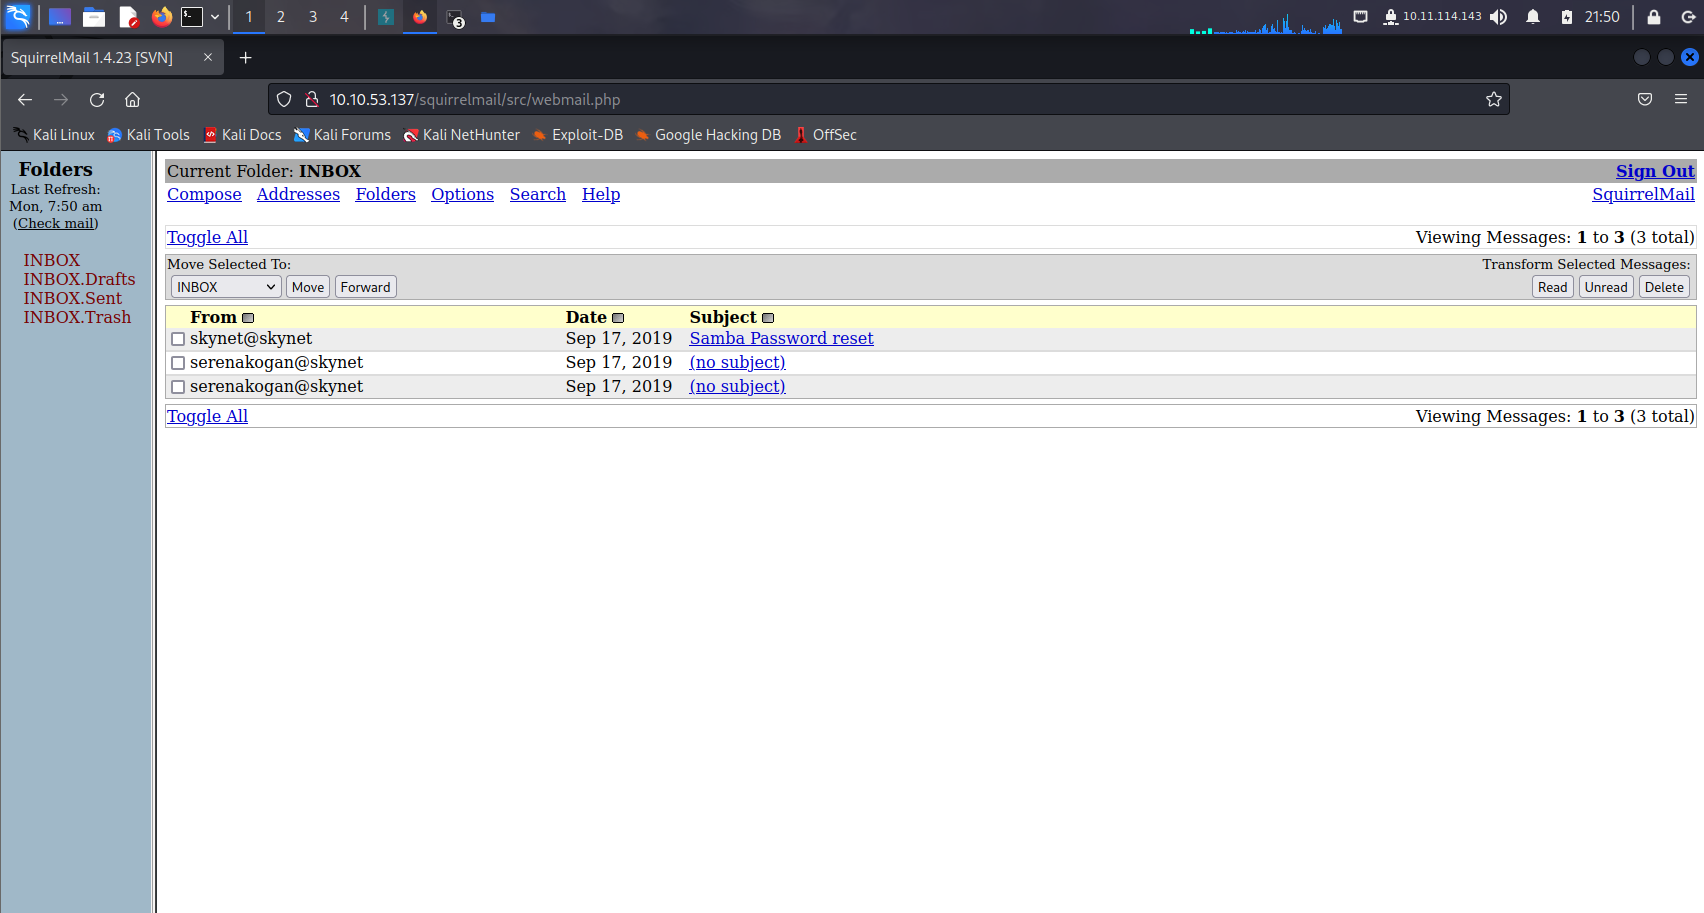 1 2 3 4 3 10.11.114.143 21:50
SquirrelMail 1.4.23 [SVN]
10.10.53.137/squirrelmail/src/webmail.php
Kali Linux Kali Tools Kali Docs Kali Forums Kali NetHunter Exploit-DB Google Hacking DB OffSec
Folders
Last Refresh:
Mon, 7:50 am
(Check mail)
INBOX
INBOX.Drafts
INBOX.Sent
INBOX.Trash
Current Folder: INBOX Sign Out
Compose Addresses Folders Options Search Help SquirrelMail
Toggle All Viewing Messages: 1 to 3 (3 total)
Move Selected To: Transform Selected Messages:
INBOX Move Forward Read Unread Delete
From Date Subject
skynet@skynet Sep 17, 2019 Samba Password reset
serenakogan@skynet Sep 17, 2019 (no subject)
serenakogan@skynet Sep 17, 2019 (no subject)
Toggle All Viewing Messages: 1 to 3 (3 total)